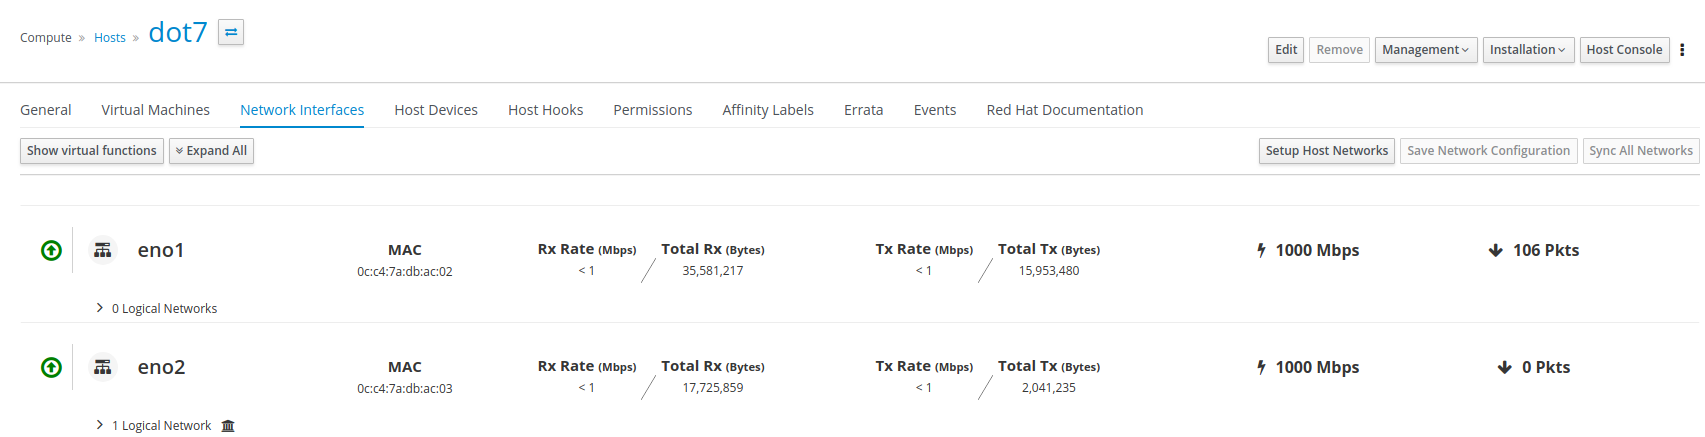 Compute » Hosts » dot7
Edit Remove Management Installation Host Console
General Virtual Machines Network Interfaces Host Devices Host Hooks Permissions Affinity Labels Errata Events Red Hat Documentation
Show virtual functions Expand All Setup Host Networks Save Network Configuration Sync All Networks
eno1 MAC Rx Rate (Mbps) Total Rx (Bytes) Tx Rate (Mbps) Total Tx (Bytes) 1000 Mbps 106 Pkts
0c:c4:7a:db:ac:02 < 1 35,581,217 < 1 15,953,480
0 Logical Networks
eno2 MAC Rx Rate (Mbps) Total Rx (Bytes) Tx Rate (Mbps) Total Tx (Bytes) 1000 Mbps 0 Pkts
0c:c4:7a:db:ac:03 < 1 17,725,859 < 1 2,041,235
1 Logical Network